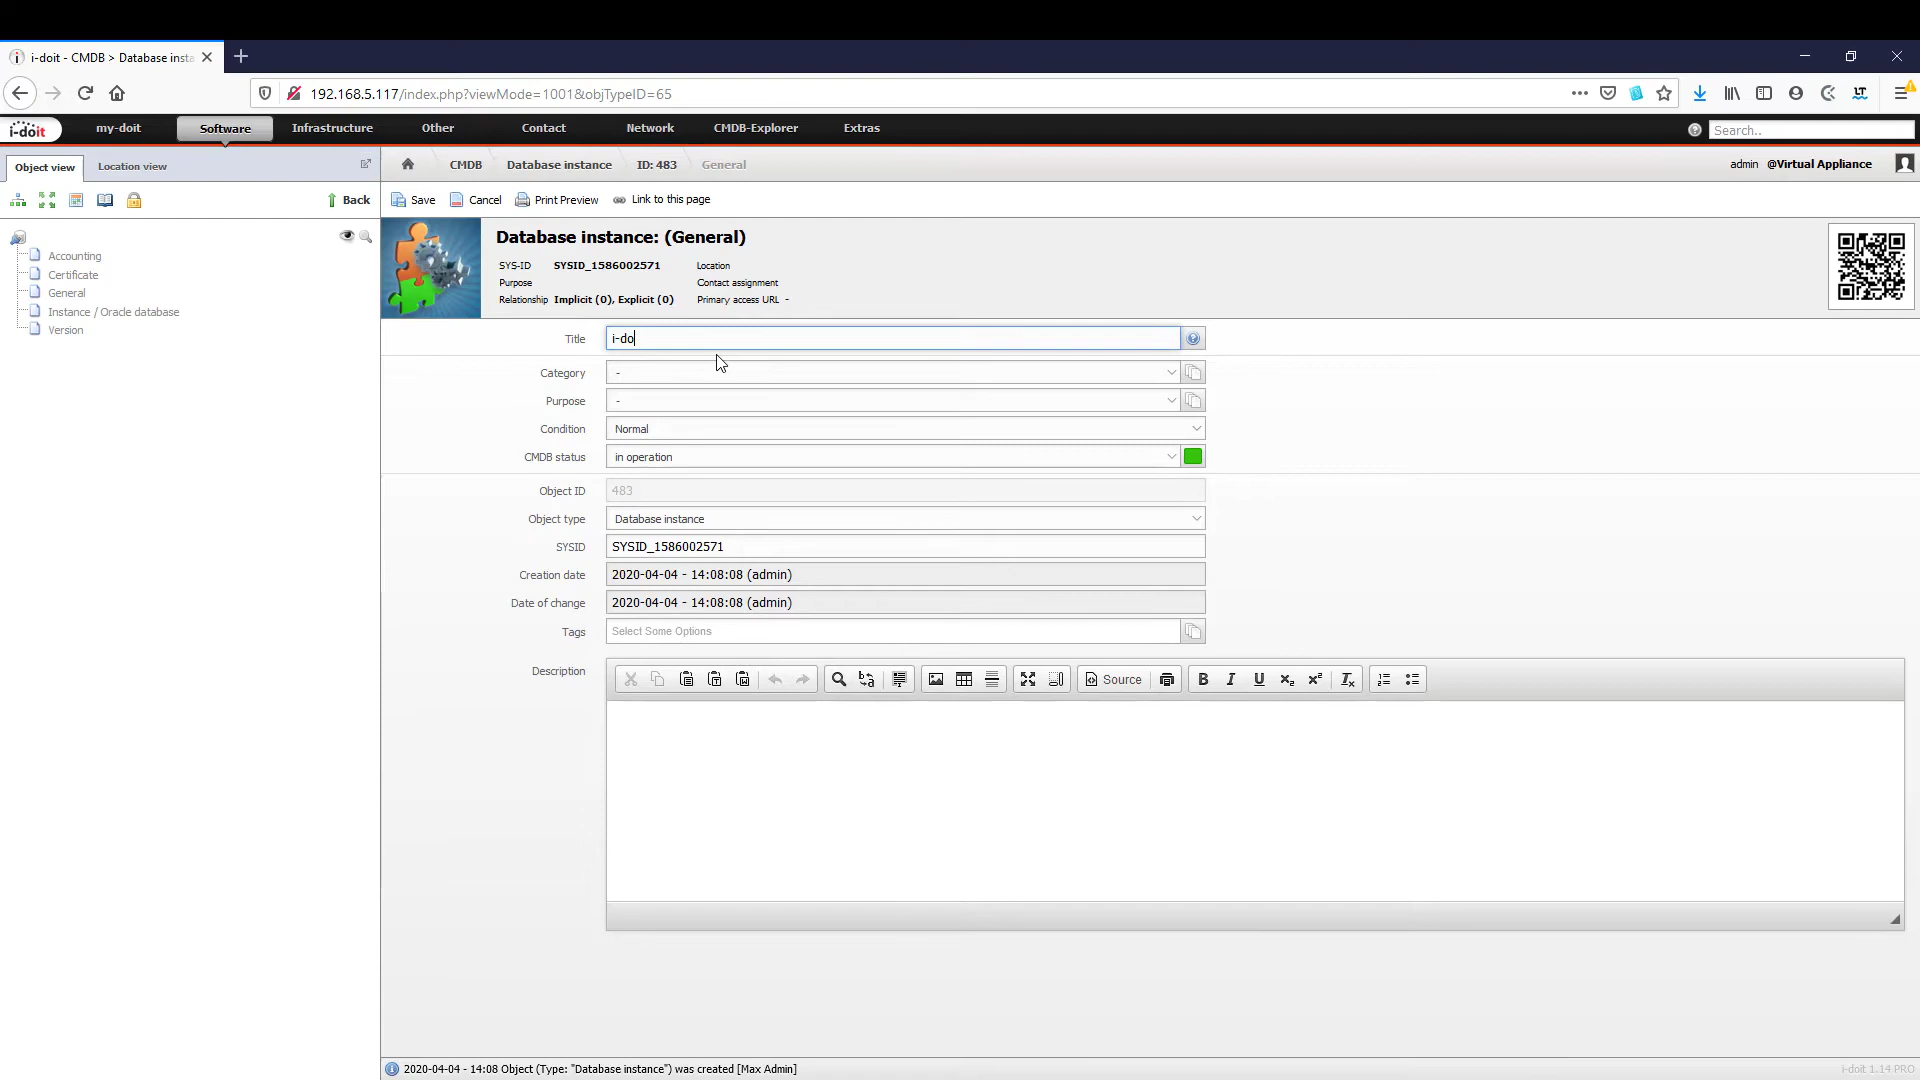 i-doit - CMDB > Database insta
192.168.5.117/index.php?viewMode=1001&objTypeID=65
i-doit
my-doit
Software
Infrastructure
Other
Contact
Network
CMDB-Explorer
Extras
Search..
Object view
Location view
CMDB
Database instance
ID: 483
General
admin @Virtual Appliance
Back
Save
Cancel
Print Preview
Link to this page
Accounting
Certificate
General
Instance / Oracle database
Version
Database instance: (General)
SYS-ID SYSID_1586002571 Location
Purpose Contact assignment
Relationship Implicit (0), Explicit (0) Primary access URL -
Title i-do
Category -
Purpose -
Condition Normal
CMDB status in operation
Object ID 483
Object type Database instance
SYSID SYSID_1586002571
Creation date 2020-04-04 - 14:08:08 (admin)
Date of change 2020-04-04 - 14:08:08 (admin)
Tags Select Some Options
Description
Source
2020-04-04 - 14:08 Object (Type: "Database instance") was created [Max Admin]
i-doit 1.14 PRO